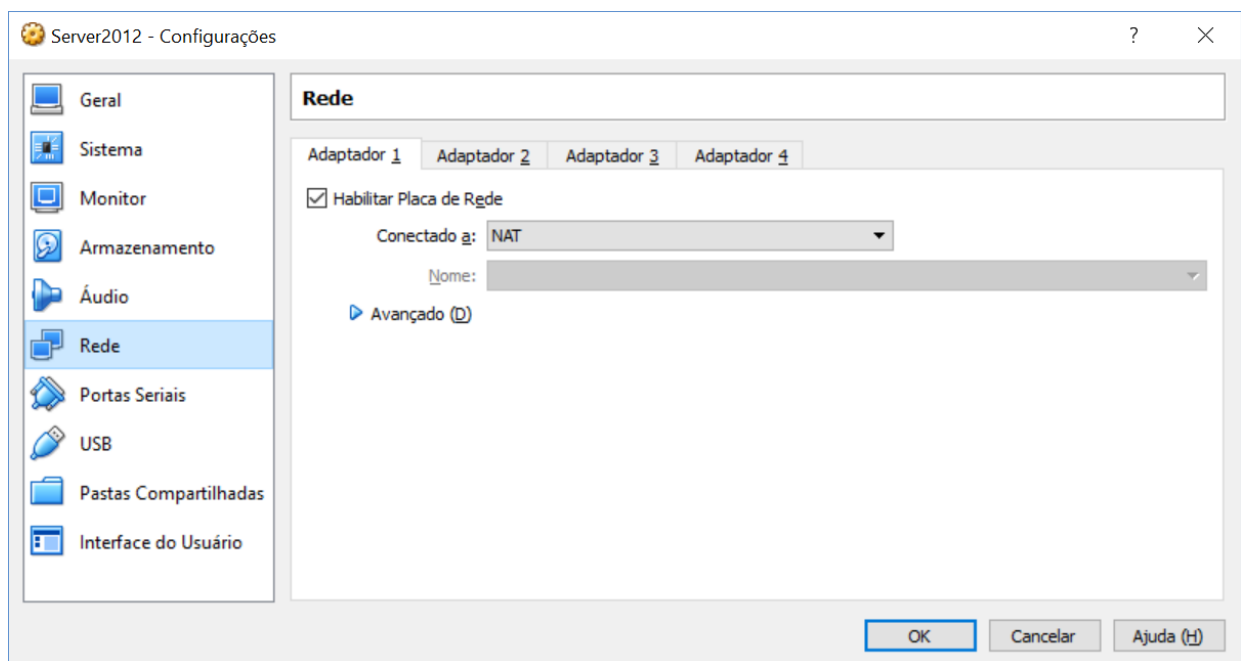 Server2012 - Configurações
?
Geral
Sistema
Monitor
Armazenamento
Áudio
Rede
Portas Seriais
USB
Pastas Compartilhadas
Interface do Usuário
Rede
Adaptador 1 Adaptador 2 Adaptador 3 Adaptador 4
Habilitar Placa de Rede
Conectado a: NAT
Nome:
Avançado (D)
OK Cancelar Ajuda (H)